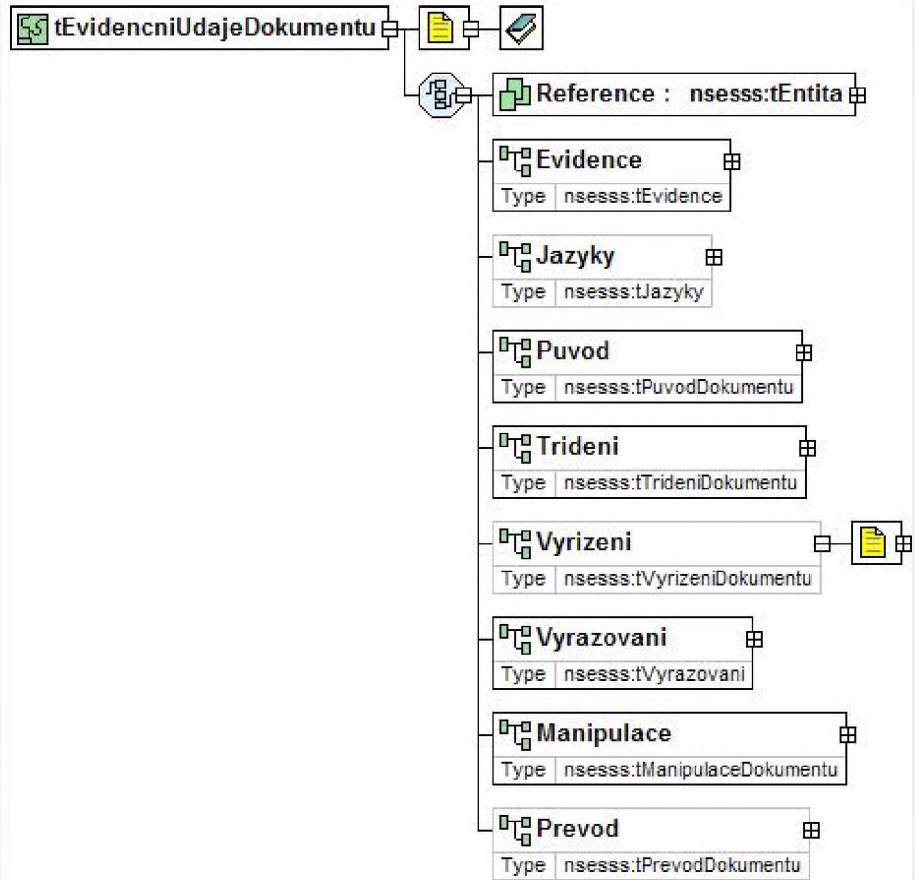 tEvidencniUdajeDokumentu
Reference : nsesss:tEntita
Evidence
Type nsesss:tEvidence
Jazyky
Type nsesss:tJazyky
Puvod
Type nsesss:tPuvodDokumentu
Trideni
Type nsesss:tTrideniDokumentu
Vyrizeni
Type nsesss:tVyrizeniDokumentu
Vyrazovani
Type nsesss:tVyrazovani
Manipulace
Type nsesss:tManipulaceDokumentu
Prevod
Type nsesss:tPrevodDokumentu